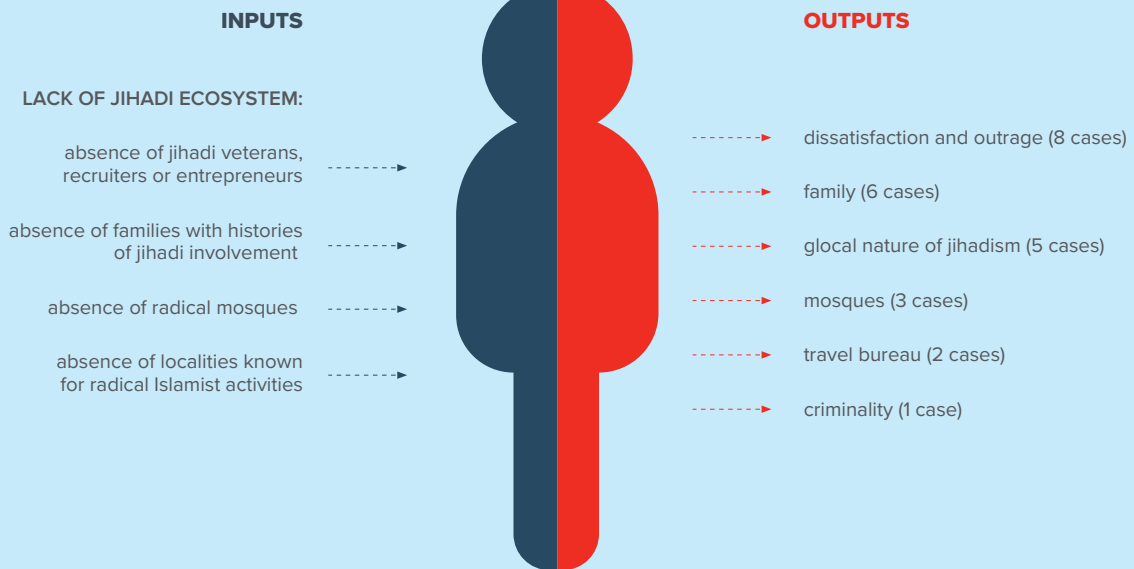 INPUTS
LACK OF JIHADI ECOSYSTEM:
absence of jihadi veterans,
recruiters or entrepreneurs
absence of families with histories
of jihadi involvement
absence of radical mosques
absence of localities known
for radical Islamist activities
OUTPUTS
dissatisfaction and outrage (8 cases)
family (6 cases)
glocal nature of jihadism (5 cases)
mosques (3 cases)
travel bureau (2 cases)
criminality (1 case)